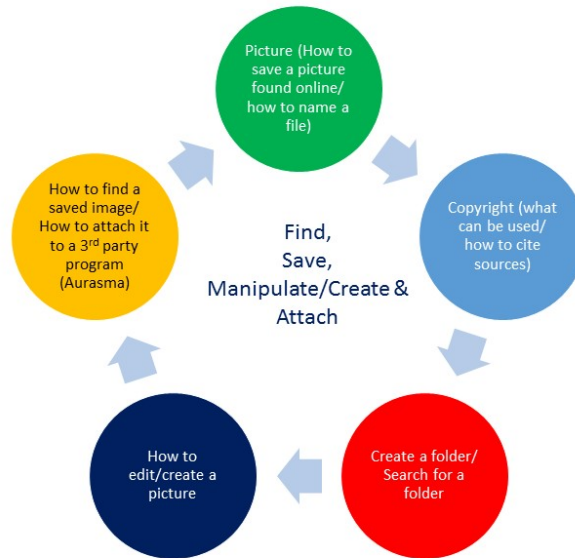 Picture (How to
save a picture
found online/
how to name a
file)
Copyright (what
can be used/
how to cite
sources)
Create a folder/
Search for a
folder
How to
edit/create a
picture
How to find a
saved image/
How to attach it
to a 3rd party
program
(Aurasma)
Find,
Save,
Manipulate/Create &
Attach